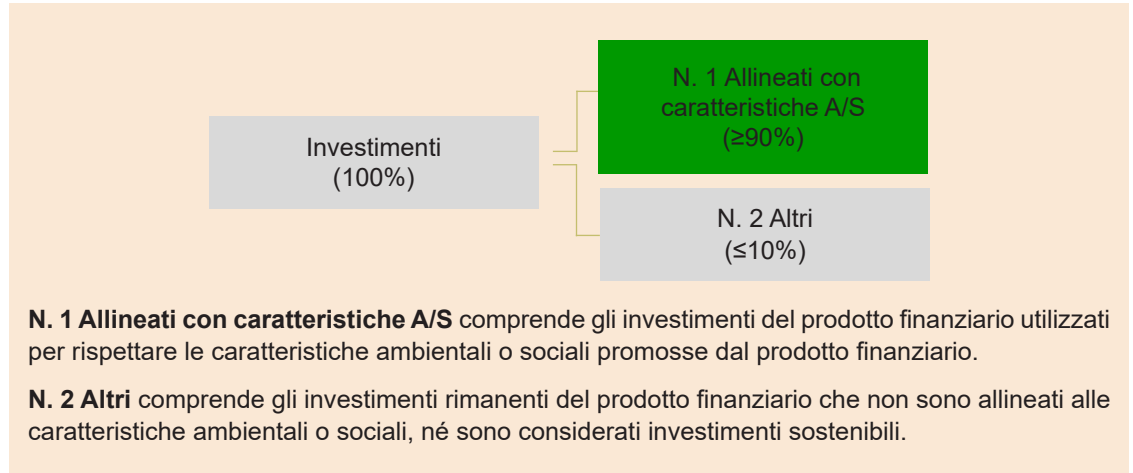 N. 1 Allineati con
caratteristiche A/S
(≥90%)
Investimenti
(100%)
N. 2 Altri
(≤10%)
N. 1 Allineati con caratteristiche A/S comprende gli investimenti del prodotto finanziario utilizzati
per rispettare le caratteristiche ambientali o sociali promosse dal prodotto finanziario.
N. 2 Altri comprende gli investimenti rimanenti del prodotto finanziario che non sono allineati alle
caratteristiche ambientali o sociali, né sono considerati investimenti sostenibili.